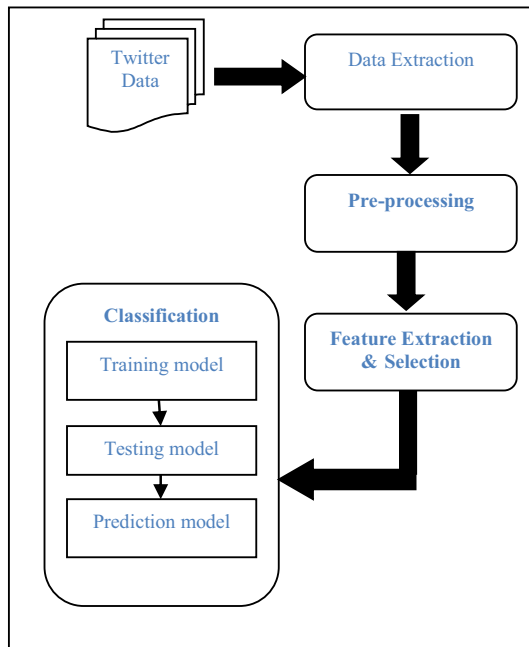 Twitter
Data
Data Extraction
Pre-processing
Feature Extraction
& Selection
Classification
Training model
Testing model
Prediction model